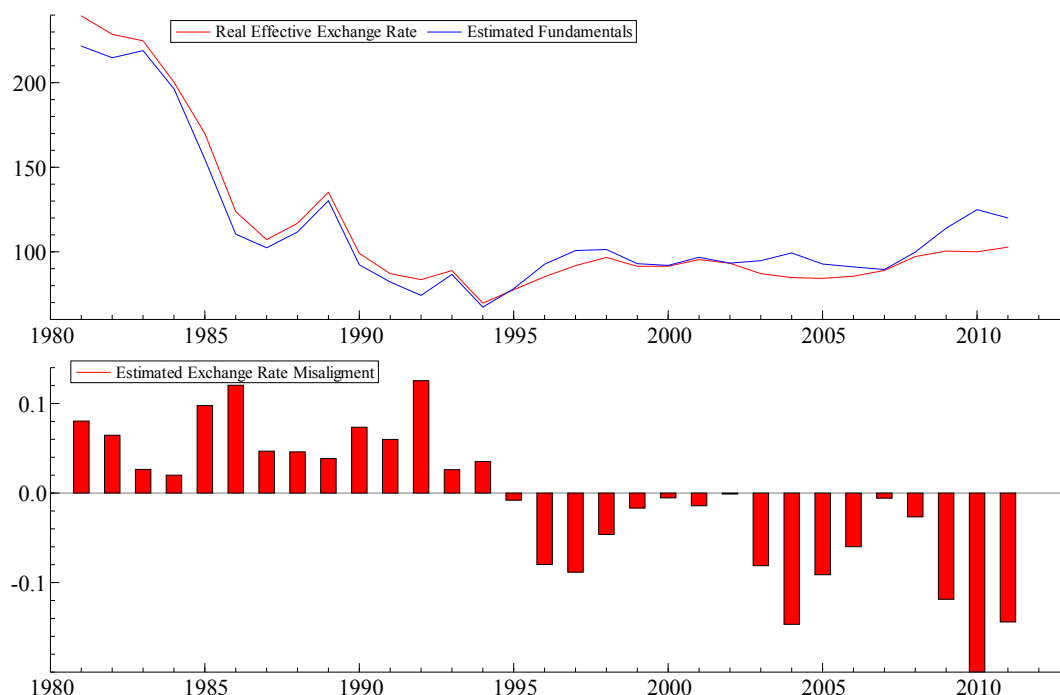 Real Effective Exchange Rate Estimated Fundamentals
200
150
100
1980 1985 1990 1995 2000 2005 2010
Estimated Exchange Rate Misaligment
0.1
0.0
-0.1
1980 1985 1990 1995 2000 2005 2010